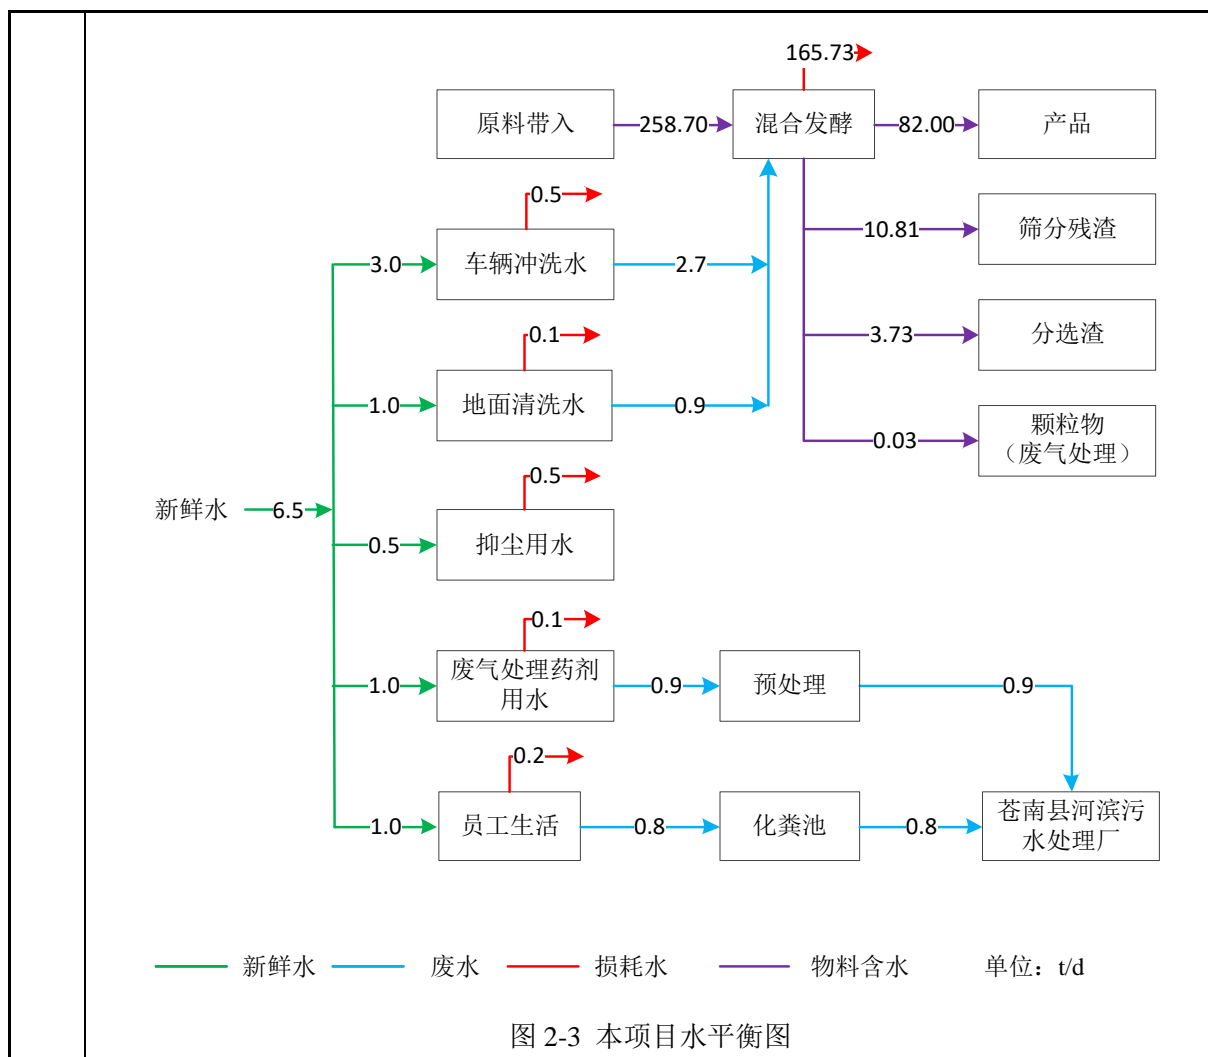 165.73
原料带入
258.70
混合发酵
82.00
产品
0.5
10.81
筛分残渣
3.0
车辆冲洗水
2.7
0.1
3.73
分选渣
1.0
地面清洗水
0.9
0.03
颗粒物
（废气处理）
0.5
新鲜水
6.5
0.5
抑尘用水
0.1
1.0
废气处理药剂
用水
0.9
预处理
0.9
0.2
1.0
员工生活
0.8
化粪池
0.8
苍南县河滨污
水处理厂
新鲜水
废水
损耗水
物料含水
单位：t/d
图 2-3 本项目水平衡图